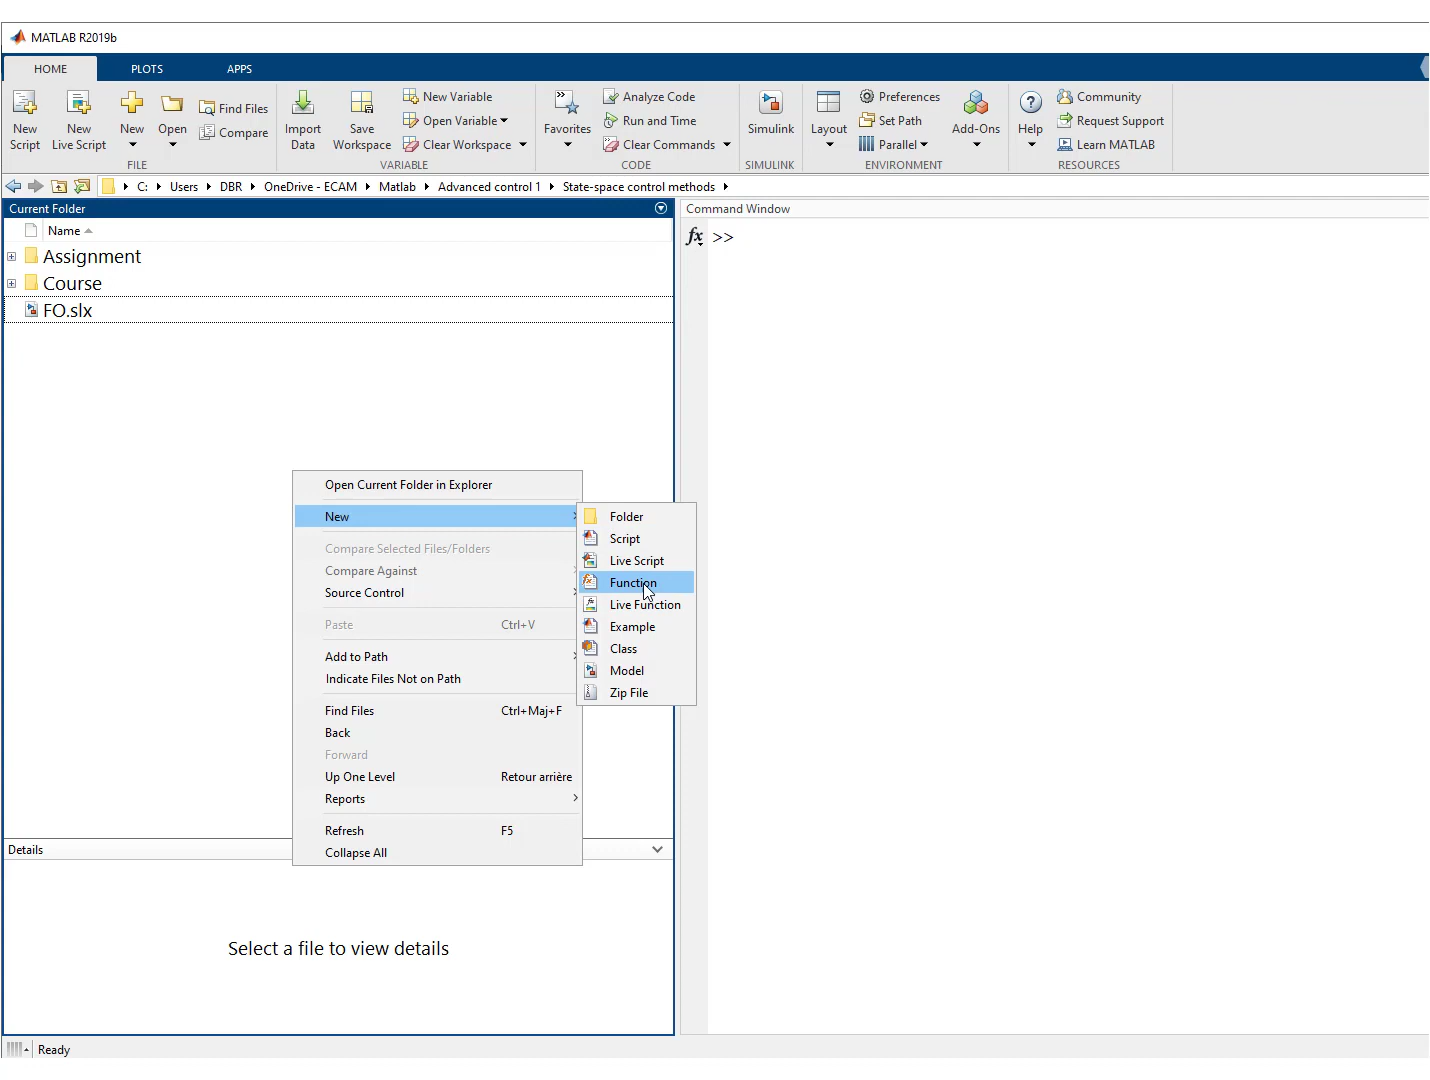 MATLAB R2019b
HOME PLOTS APPS
New Script
New Live Script
New
Open
Find Files
Compare
FILE
Import Data
Save Workspace
New Variable
Open Variable
Clear Workspace
VARIABLE
Favorites
Analyze Code
Run and Time
Clear Commands
CODE
Simulink
SIMULINK
Layout
Preferences
Set Path
Parallel
Add-Ons
ENVIRONMENT
Help
Community
Request Support
Learn MATLAB
RESOURCES
C: Users DBR OneDrive - ECAM Matlab Advanced control 1 State-space control methods
Current Folder
Name
Assignment
Course
FO.slx
Command Window
fx >>
Open Current Folder in Explorer
New
Compare Selected Files/Folders
Compare Against
Source Control
Paste Ctrl+V
Add to Path
Indicate Files Not on Path
Find Files Ctrl+Maj+F
Back
Forward
Up One Level Retour arrière
Reports
Refresh F5
Collapse All
Folder
Script
Live Script
Function
Live Function
Example
Class
Model
Zip File
Details
Select a file to view details
Ready